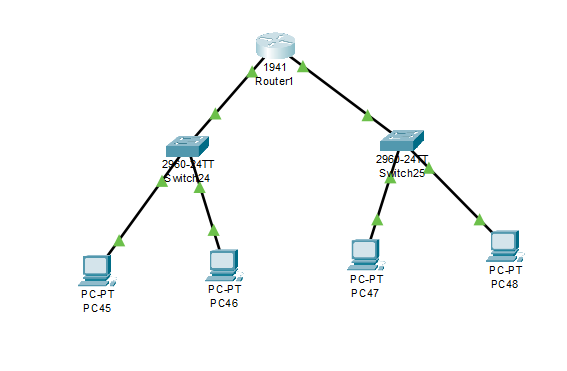 1941
Router1
2960-24TT
Switch24
2960-24TT
Switch25
PC-PT
PC45
PC-PT
PC46
PC-PT
PC47
PC-PT
PC48